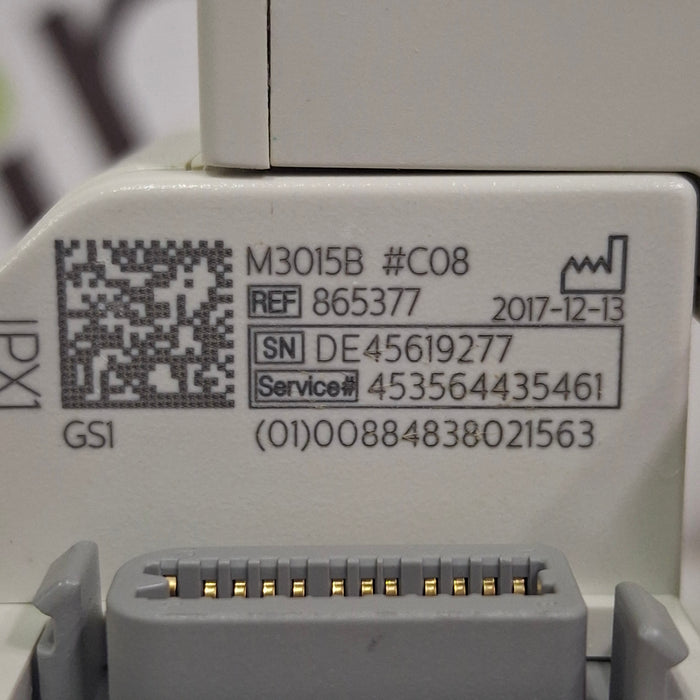 M3015B #C08
REF 865377 2017-12-13
SN DE45619277
Service# 453564435461
GS1 (01)00884838021563
IPX1